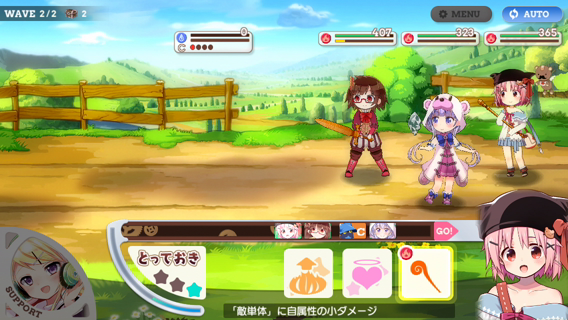 WAVE 2/2 2
MENU
AUTO
0
C
407
323
365
C
GO!
とっておき
SUPPORT
「敵単体」に自属性の小ダメージ